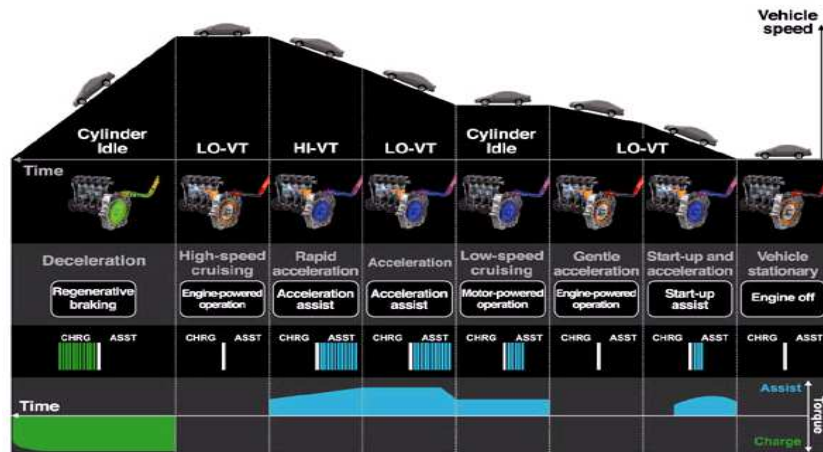 Vehicle
speed
Cylinder
Idle
LO-VT
HI-VT
LO-VT
Cylinder
Idle
LO-VT
Time
Deceleration
High-speed
cruising
Rapid
acceleration
Acceleration
Low-speed
cruising
Gentle
acceleration
Start-up and
acceleration
Vehicle
stationary
Regenerative
braking
Engine-powered
operation
Acceleration
assist
Acceleration
assist
Motor-powered
operation
Engine-powered
operation
Start-up
assist
Engine off
CHRG ASST
CHRG ASST
CHRG ASST
CHRG ASST
CHRG ASST
CHRG ASST
CHRG ASST
CHRG ASST
Time
Assist
Torque
Charge